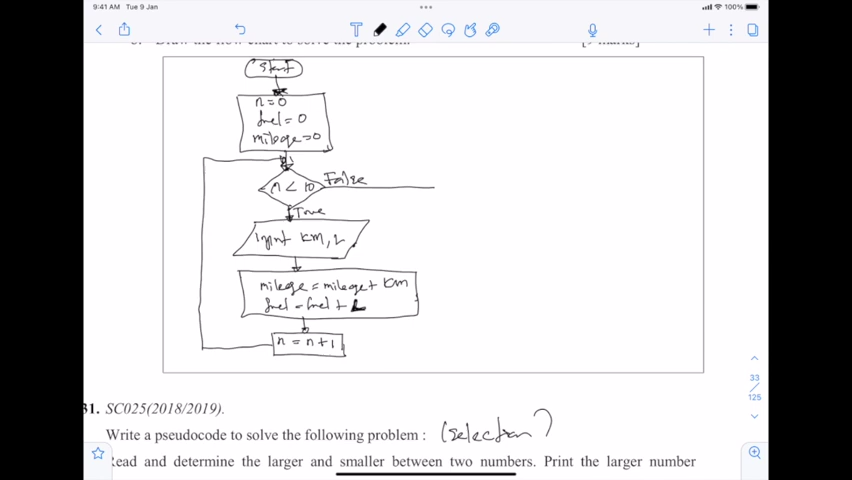 9:41 AM Tue 9 Jan
100%
Start
n = 0
fuel = 0
mileage = 0
n < 10
False
True
Input km, L
mileage = mileage + km
fuel = fuel + L
n = n + 1
33
125
31. SC025(2018/2019).
Write a pseudocode to solve the following problem : (selection)
Read and determine the larger and smaller between two numbers. Print the larger number